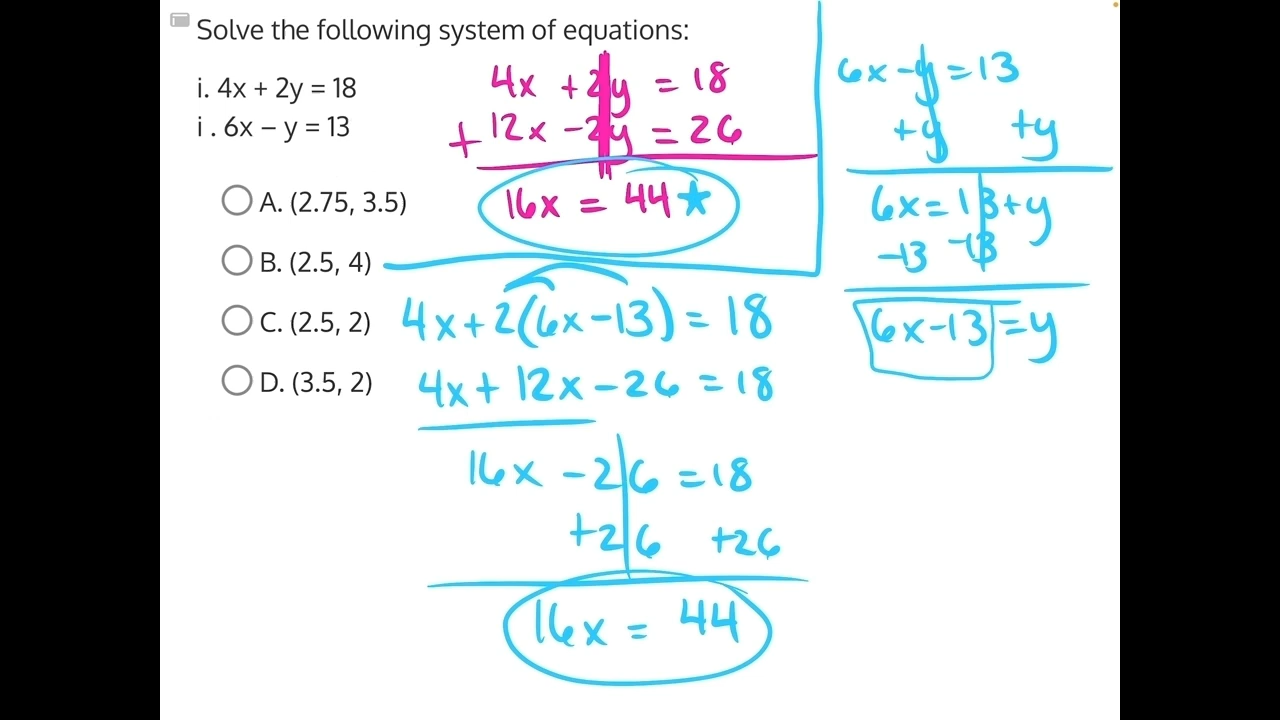 Solve the following system of equations:
i. 4x + 2y = 18
i . 6x – y = 13
A. (2.75, 3.5)
B. (2.5, 4)
C. (2.5, 2)
D. (3.5, 2)
4x + 2y = 18
+ 12x - 2y = 26
16x = 44 ★
4x + 2(6x - 13) = 18
4x + 12x - 26 = 18
16x - 26 = 18
+26 +26
16x = 44
6x - y = 13
+y +y
6x = 13 + y
-13 -13
6x - 13 = y